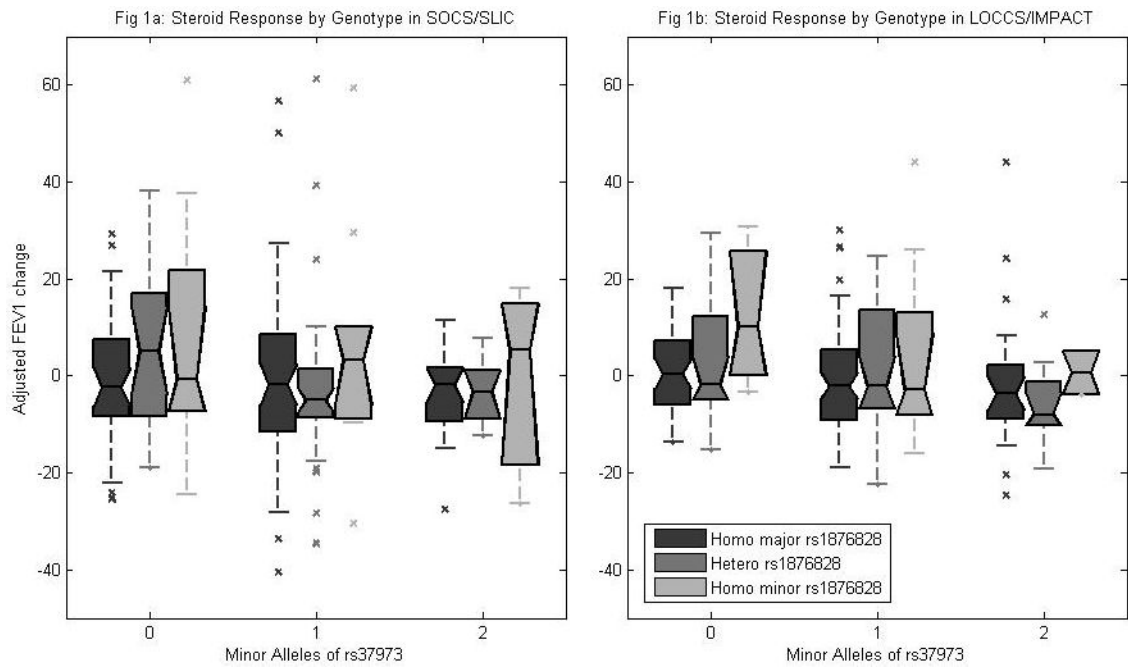 Fig 1a: Steroid Response by Genotype in SOCS/SLIC
Fig 1b: Steroid Response by Genotype in LOCCS/IMPACT
Adjusted FEV1 change
60
40
20
0
-20
-40
0
1
2
Minor Alleles of rs37973
60
40
20
0
-20
-40
Homo major rs1876828
Hetero rs1876828
Homo minor rs1876828
0
1
2
Minor Alleles of rs37973